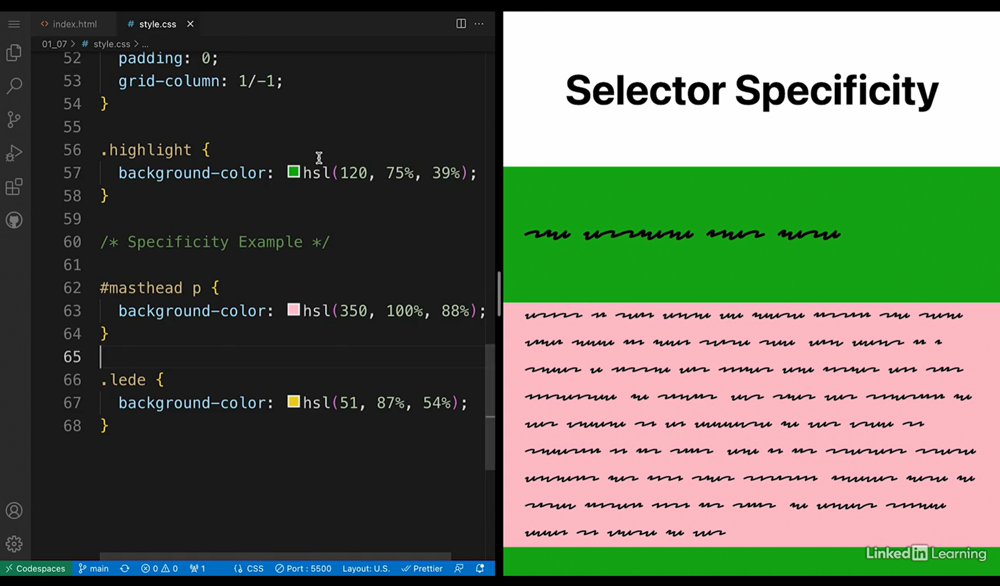 index.html
style.css
01_07 > # style.css > ...
52 padding: 0;
53 grid-column: 1/-1;
54 }
55
56 .highlight {
57 background-color: hsl(120, 75%, 39%);
58 }
59
60 /* Specificity Example */
61
62 #masthead p {
63 background-color: hsl(350, 100%, 88%);
64 }
65
66 .lede {
67 background-color: hsl(51, 87%, 54%);
68 }
Codespaces main 0 0 1 CSS Port : 5500 Layout: U.S. Prettier
Selector Specificity
LinkedIn Learning